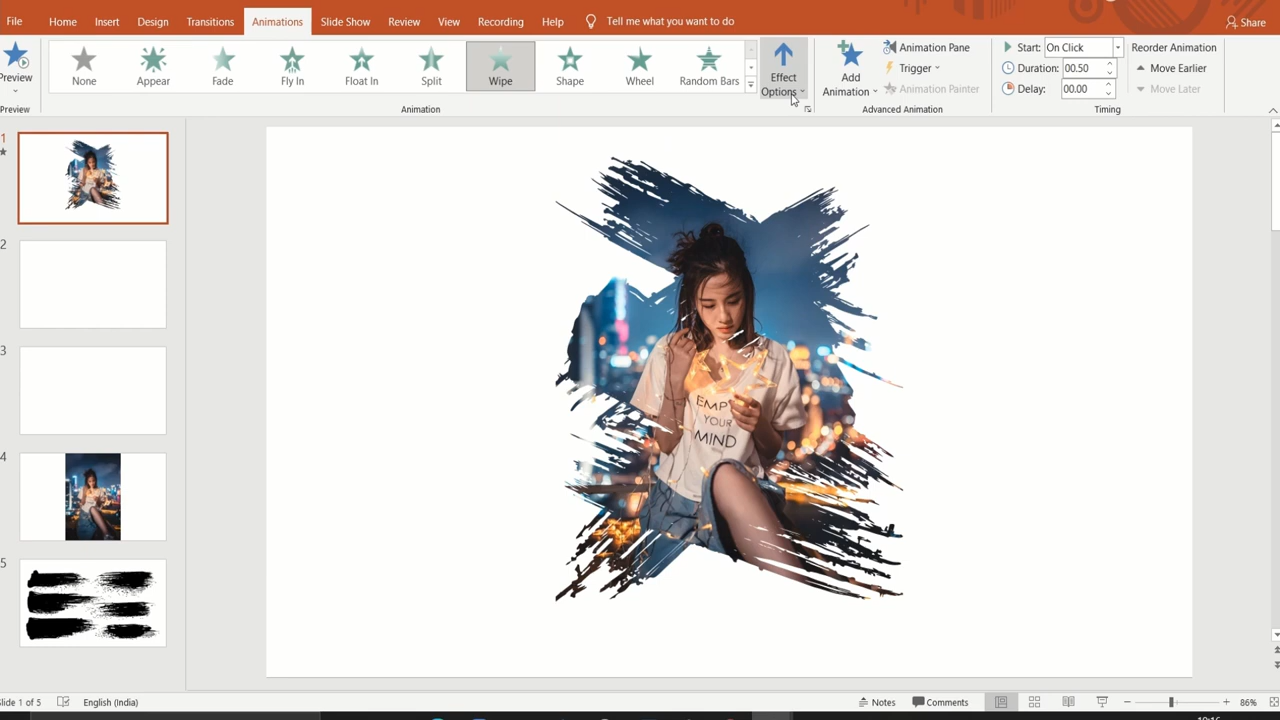 File Home Insert Design Transitions Animations Slide Show Review View Recording Help Tell me what you want to do Share
Preview
None Appear Fade Fly In Float In Split Wipe Shape Wheel Random Bars
Effect
Options
Add
Animation
Animation Pane
Trigger
Animation Painter
Start: On Click
Duration: 00.50
Delay: 00.00
Reorder Animation
Move Earlier
Move Later
Preview Animation Advanced Animation Timing
1
2
3
4
5
YOUR
MIND
Slide 1 of 5 English (India) Notes Comments 86%